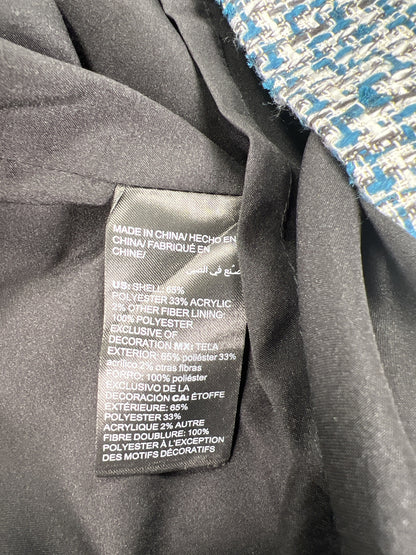 MADE IN CHINA/ HECHO EN
CHINA/ FABRIQUÉ EN
CHINE/
صنع في الصين
US: SHELL: 65%
POLYESTER 33% ACRYLIC
2% OTHER FIBER LINING:
100% POLYESTER
EXCLUSIVE OF
DECORATION MX: TELA
EXTERIOR: 65% poliéster 33%
acrílico 2% otras fibras
FORRO: 100% poliéster
EXCLUSIVO DE LA
DECORACIÓN CA: ÉTOFFE
EXTÉRIEURE: 65%
POLYESTER 33%
ACRYLIQUE 2% AUTRE
FIBRE DOUBLURE: 100%
POLYESTER À L'EXCEPTION
DES MOTIFS DÉCORATIFS